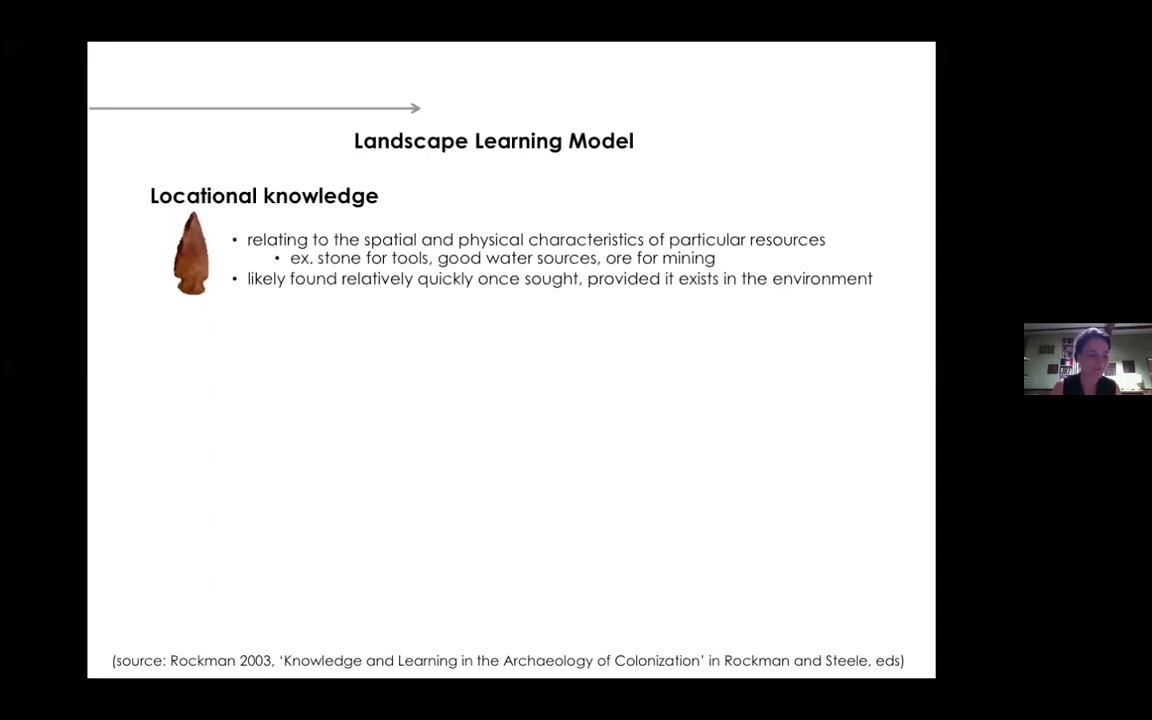 Landscape Learning Model
Locational knowledge
• relating to the spatial and physical characteristics of particular resources
• ex. stone for tools, good water sources, ore for mining
• likely found relatively quickly once sought, provided it exists in the environment
(source: Rockman 2003, ‘Knowledge and Learning in the Archaeology of Colonization’ in Rockman and Steele, eds)